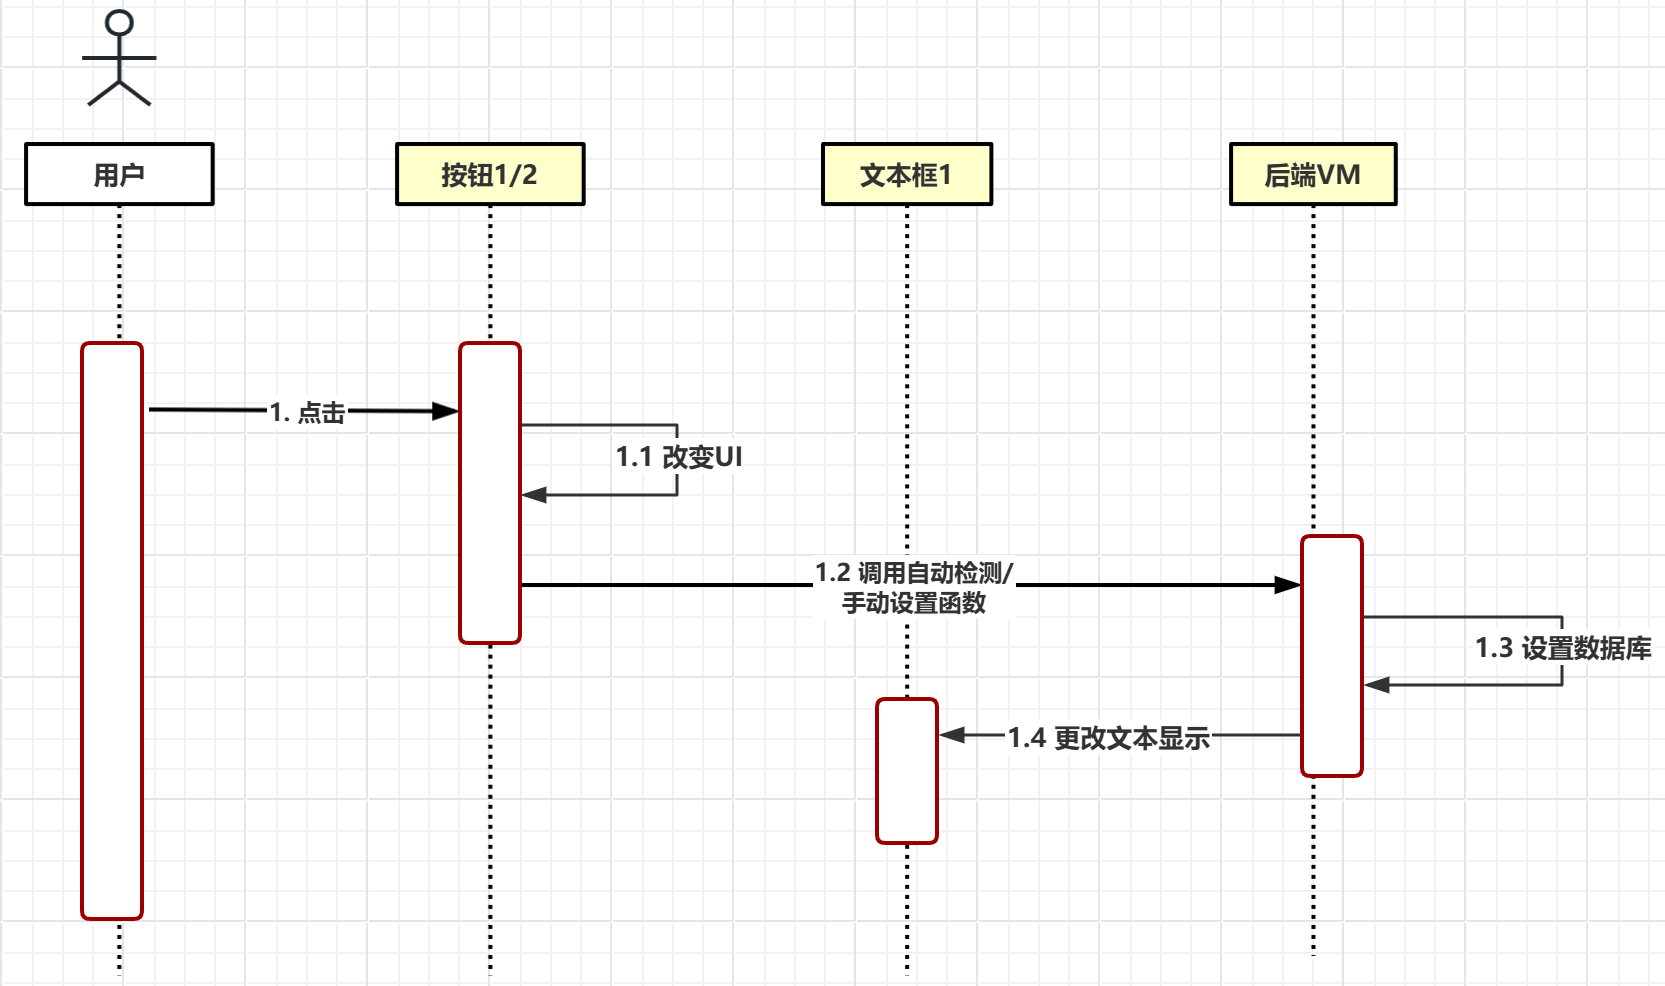 用户
按钮1/2
文本框1
后端VM
1. 点击
1.1 改变UI
1.2 调用自动检测/
手动设置函数
1.3 设置数据库
1.4 更改文本显示